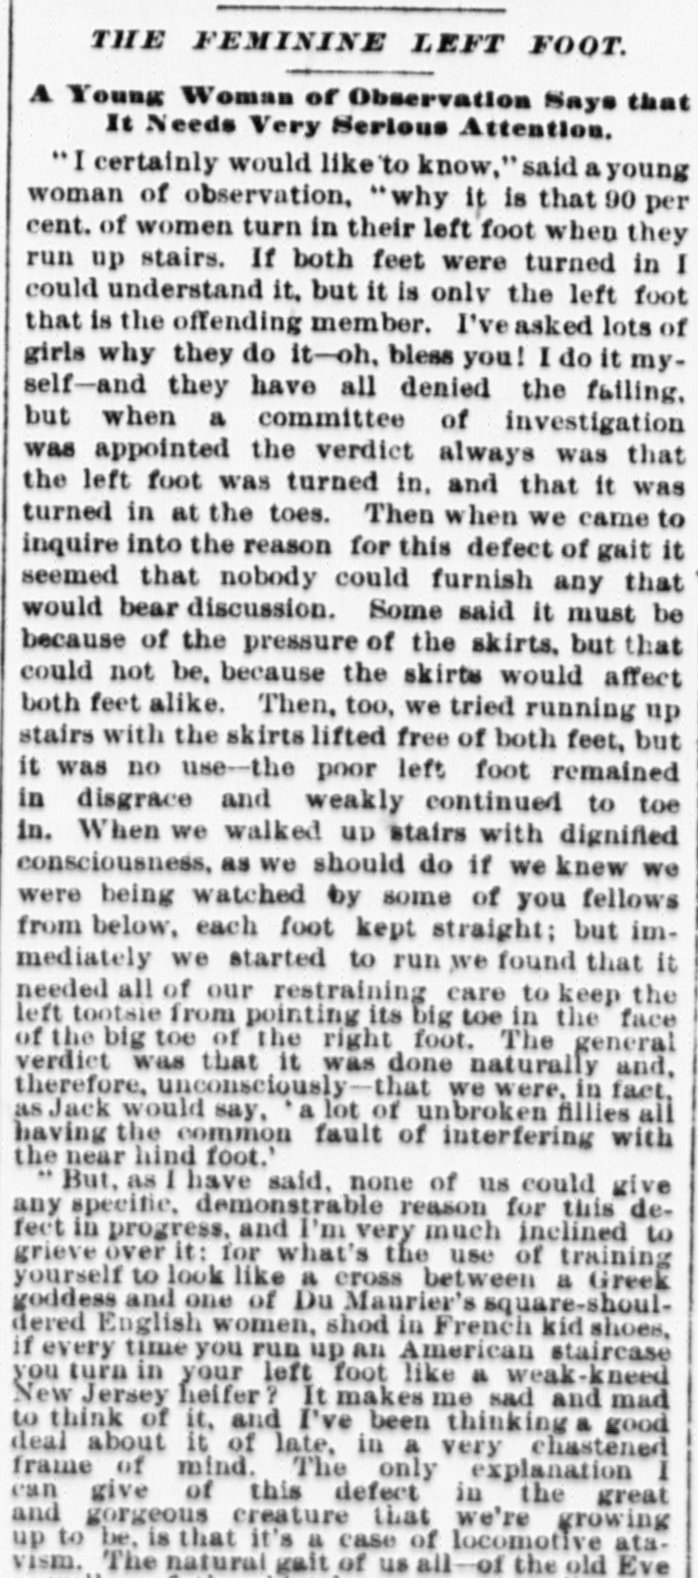 THE FEMININE LEFT FOOT.
A Young Woman of Observation Says that
It Needs Very Serious Attention.
"I certainly would like to know," said a young
woman of observation, "why it is that 90 per
cent. of women turn in their left foot when they
run up stairs. If both feet were turned in I
could understand it, but it is only the left foot
that is the offending member. I've asked lots of
girls why they do it—oh, bless you! I do it my-
self—and they have all denied the failing,
but when a committee of investigation
was appointed the verdict always was that
the left foot was turned in, and that it was
turned in at the toes. Then when we came to
inquire into the reason for this defect of gait it
seemed that nobody could furnish any that
would bear discussion. Some said it must be
because of the pressure of the skirts, but that
could not be, because the skirts would affect
both feet alike. Then, too, we tried running up
stairs with the skirts lifted free of both feet, but
it was no use—the poor left foot remained
in disgrace and weakly continued to toe
in. When we walked up stairs with dignified
consciousness, as we should do if we knew we
were being watched by some of you fellows
from below, each foot kept straight; but im-
mediately we started to run we found that it
needed all of our restraining care to keep the
left tootsie from pointing its big toe in the face
of the big toe of the right foot. The general
verdict was that it was done naturally and,
therefore, unconsciously—that we were, in fact,
as Jack would say, 'a lot of unbroken fillies all
having the common fault of interfering with
the near hind foot.'
"But, as I have said, none of us could give
any specific, demonstrable reason for this de-
fect in progress, and I'm very much inclined to
grieve over it; for what's the use of training
yourself to look like a cross between a Greek
goddess and one of Du Maurier's square-shoul-
dered English women, shod in French kid shoes,
if every time you run up an American staircase
you turn in your left foot like a weak-kneed
New Jersey heifer? It makes me sad and mad
to think of it, and I've been thinking a good
deal about it of late, in a very chastened
frame of mind. The only explanation I
can give of this defect in the great
and gorgeous creature that we're growing
up to be, is that it's a case of locomotive ata-
vism. The natural gait of us all—of the old Eve